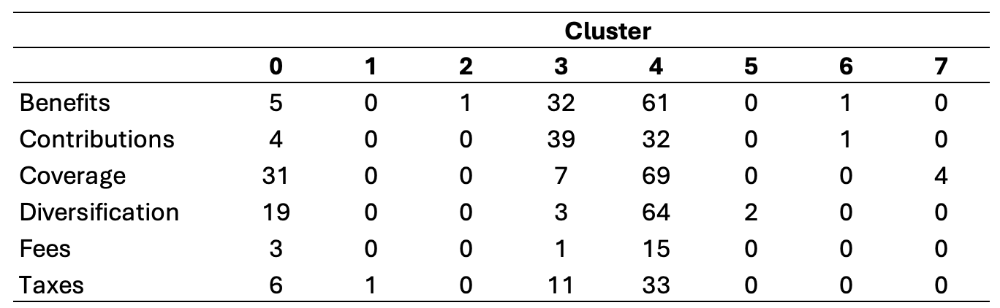 Cluster
0 1 2 3 4 5 6 7
Benefits 5 0 1 32 61 0 1 0
Contributions 4 0 0 39 32 0 1 0
Coverage 31 0 0 7 69 0 0 4
Diversification 19 0 0 3 64 2 0 0
Fees 3 0 0 1 15 0 0 0
Taxes 6 1 0 11 33 0 0 0